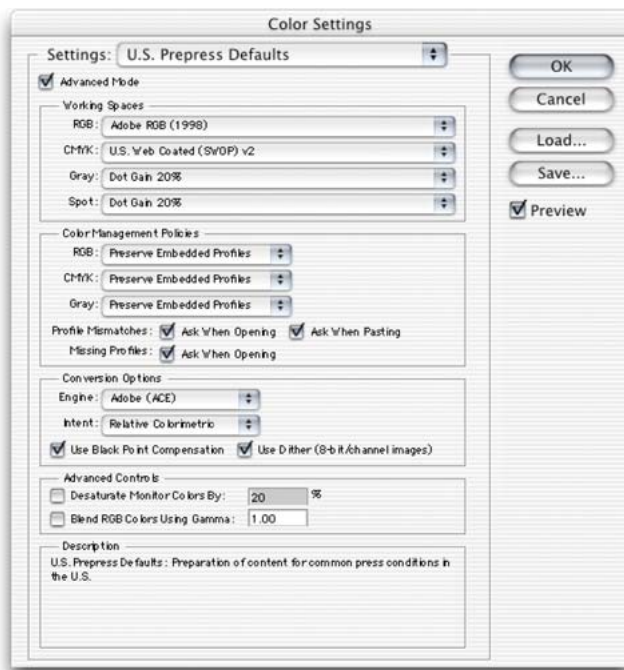 Color Settings
Settings: U.S. Prepress Defaults
Advanced Mode
Working Spaces
RGB: Adobe RGB (1998)
CMYK: U.S. Web Coated (SWOP) v2
Gray: Dot Gain 20%
Spot: Dot Gain 20%
Color Management Policies
RGB: Preserve Embedded Profiles
CMYK: Preserve Embedded Profiles
Gray: Preserve Embedded Profiles
Profile Mismatches: Ask When Opening Ask When Pasting
Missing Profiles: Ask When Opening
Conversion Options
Engine: Adobe (ACE)
Intent: Relative Colorimetric
Use Black Point Compensation Use Dither (8-bit/channel images)
Advanced Controls
Desaturate Monitor Colors By: 20 %
Blend RGB Colors Using Gamma: 1.00
Description
U.S. Prepress Defaults: Preparation of content for common press conditions in
the U.S.
OK
Cancel
Load...
Save...
Preview